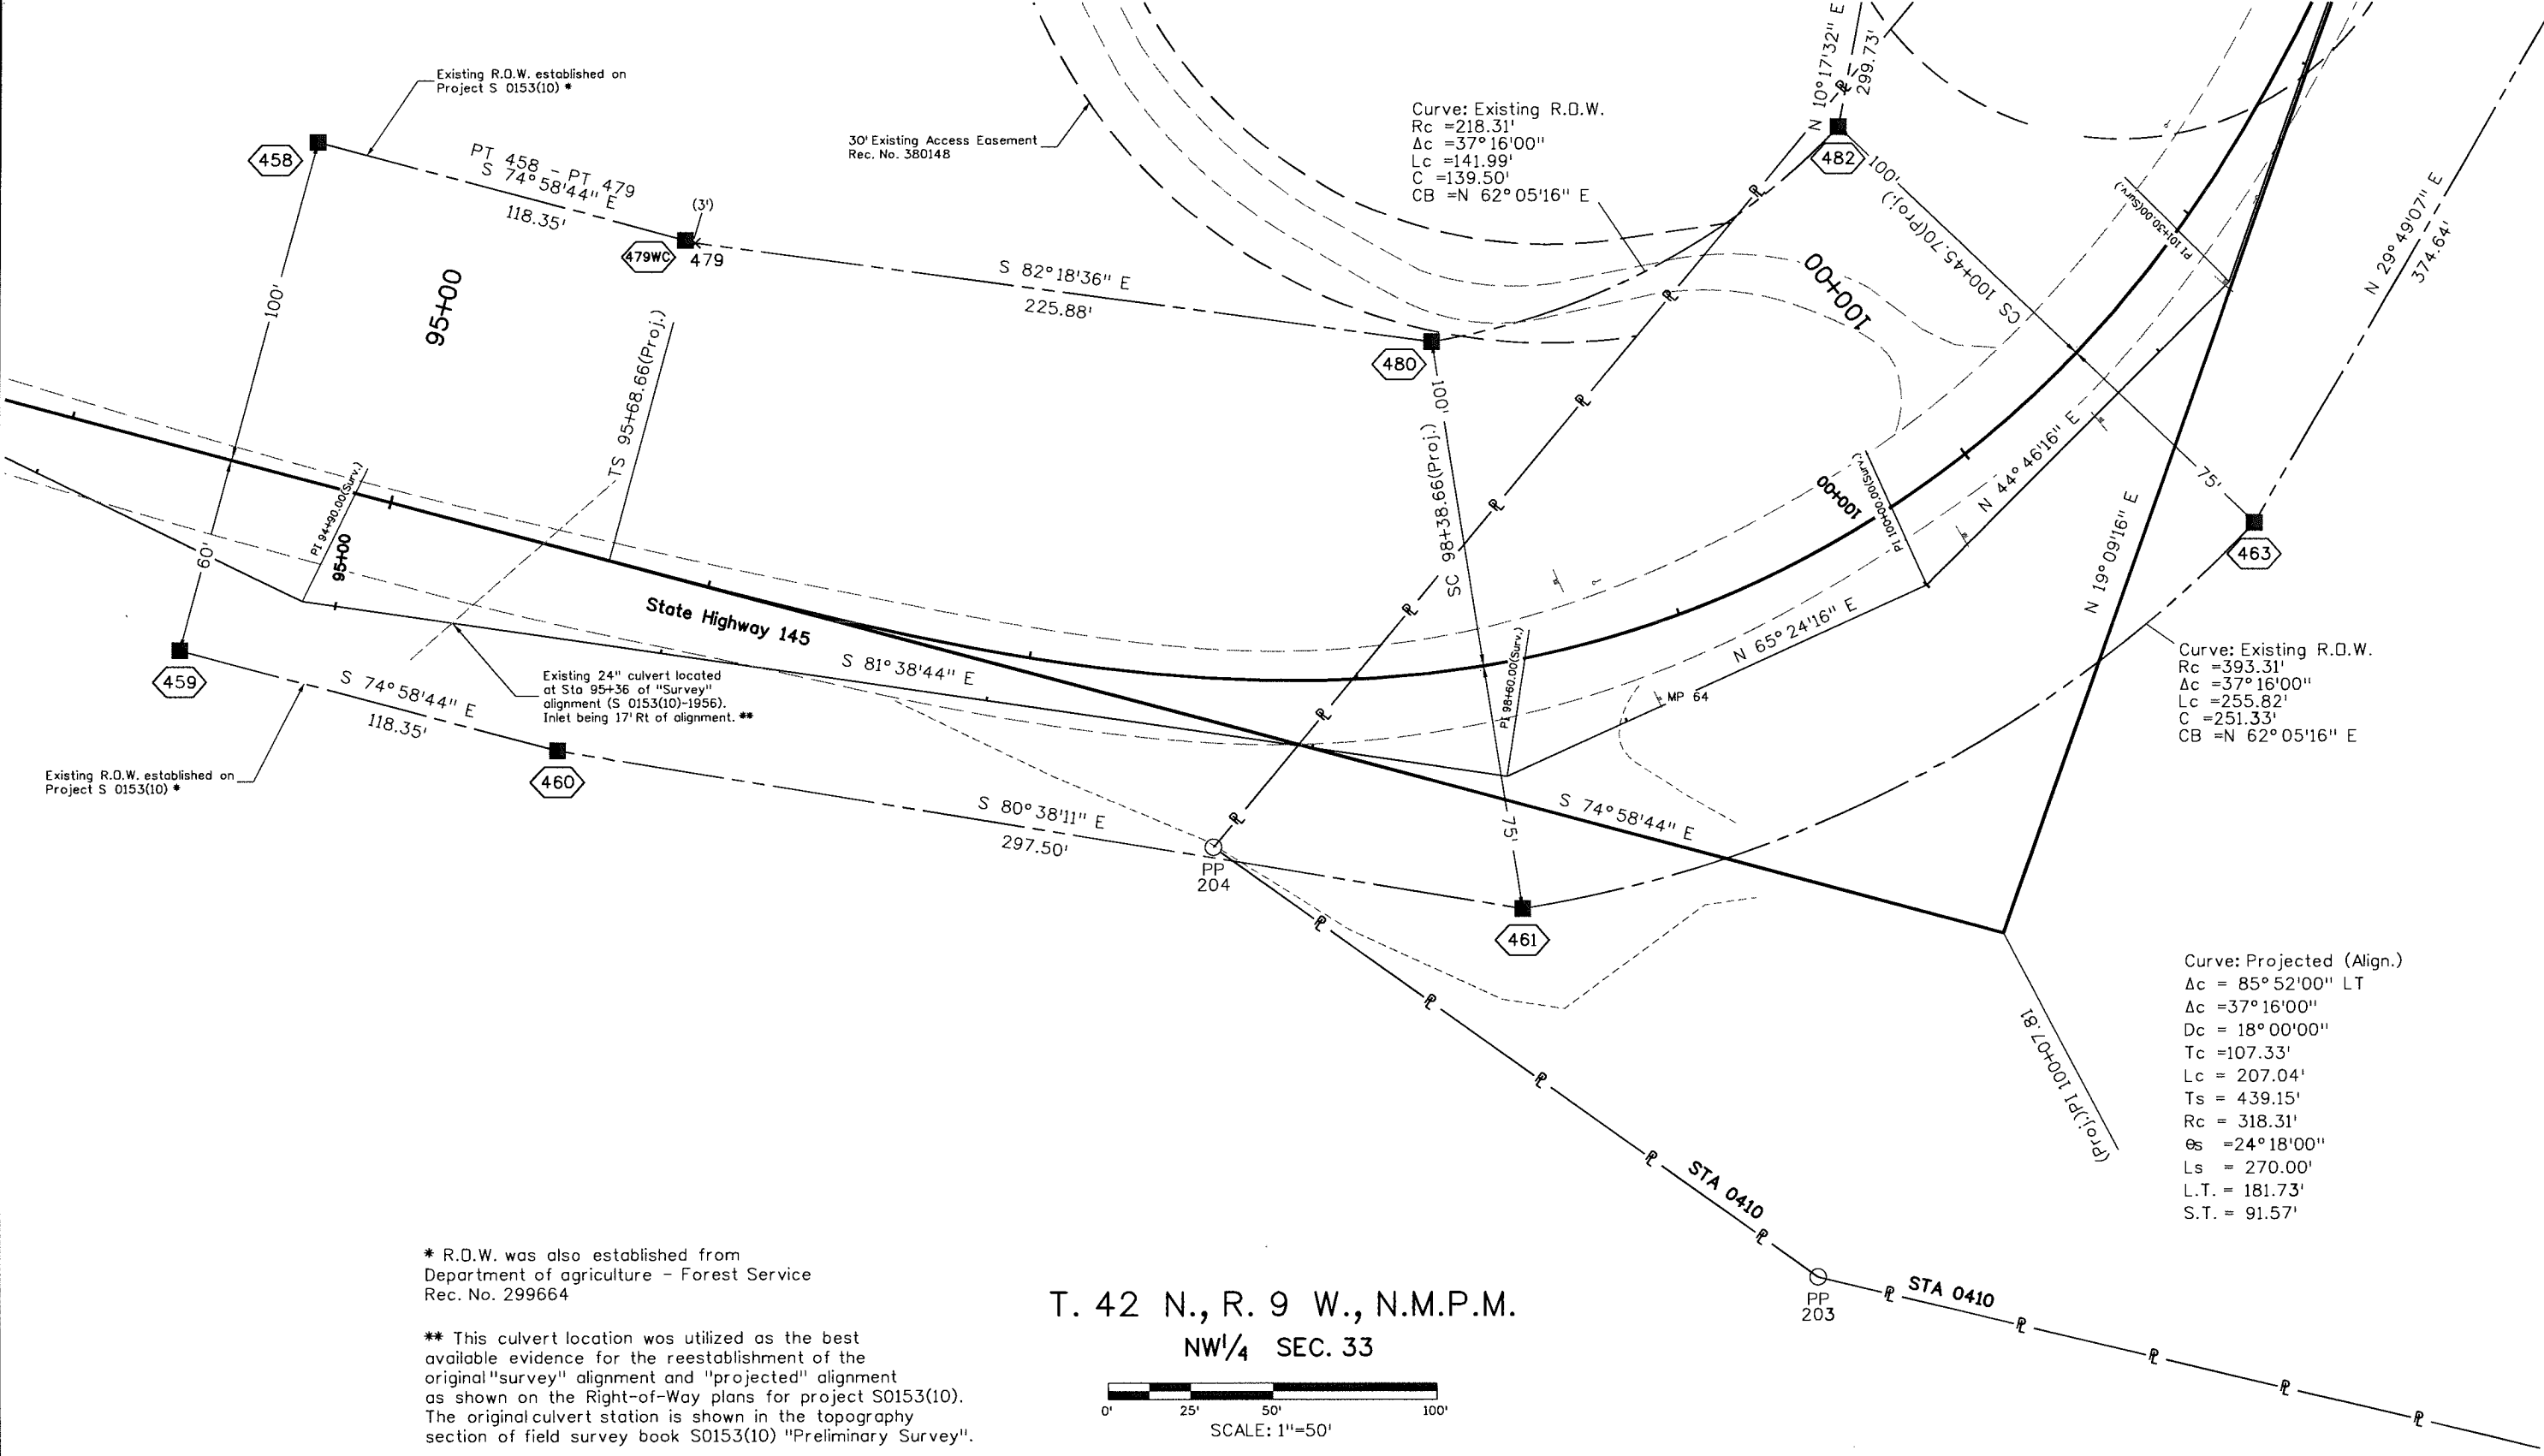 Existing R.O.W. established on
Project S 0153(10) *
458
PT 458 - PT 479
S 74°58'44" E
118.35'
(3')
479WC
479
100'
95+00
S 82°18'36" E
225.88'
30' Existing Access Easement
Rec. No. 380148
Curve: Existing R.O.W.
Rc =218.31'
Δc =37°16'00"
Lc =141.99'
C =139.50'
CB =N 62°05'16" E
N 10°17'32" E
299.73'
482
100'
CS 100+45.70(Proj.)
100+00
PI 101+30.00(Surv.)
N 29°49'07" E
374.64'
480
100'
SC 98+38.66(Proj.)
TS 95+68.66(Proj.)
PI 94+90.00(Surv.)
95+00
60'
459
State Highway 145
S 81°38'44" E
S 74°58'44" E
118.35'
Existing 24" culvert located
at Sta 95+36 of "Survey"
alignment (S 0153(10)-1956).
Inlet being 17' Rt of alignment. **
Existing R.O.W. established on
Project S 0153(10) *
460
S 80°38'11" E
297.50'
PP
204
PI 98+60.00(Surv.)
MP 64
N 65°24'16" E
100+00
PI 100+00.00(Surv.)
N 44°46'16" E
N 19°09'16" E
75'
463
S 74°58'44" E
75'
461
Curve: Existing R.O.W.
Rc =393.31'
Δc =37°16'00"
Lc =255.82'
C =251.33'
CB =N 62°05'16" E
(Proj.)PI 100+07.81
Curve: Projected (Align.)
Δc = 85°52'00" LT
Δc =37°16'00"
Dc = 18°00'00"
Tc =107.33'
Lc = 207.04'
Ts = 439.15'
Rc = 318.31'
θs =24°18'00"
Ls = 270.00'
L.T. = 181.73'
S.T. = 91.57'
STA 0410
PP
203
STA 0410
* R.O.W. was also established from
Department of agriculture - Forest Service
Rec. No. 299664
** This culvert location wos utilized as the best
available evidence for the reestablishment of the
original "survey" alignment and "projected" alignment
as shown on the Right-of-Way plans for project S0153(10).
The original culvert station is shown in the topography
section of field survey book S0153(10) "Preliminary Survey".
T. 42 N., R. 9 W., N.M.P.M.
NW1/4 SEC. 33
0' 25' 50' 100'
SCALE: 1"=50'